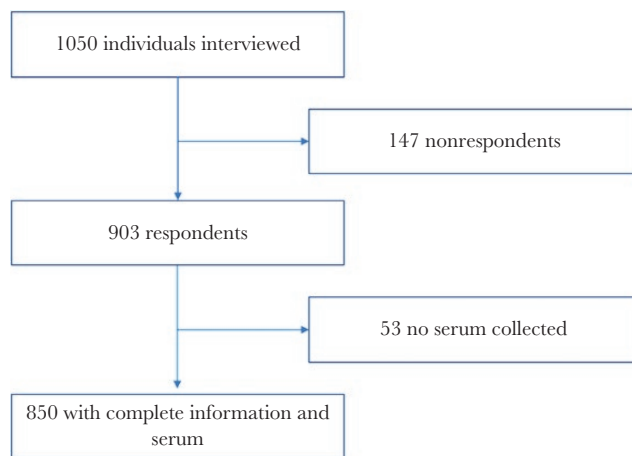 1050 individuals interviewed
147 nonrespondents
903 respondents
53 no serum collected
850 with complete information and
serum